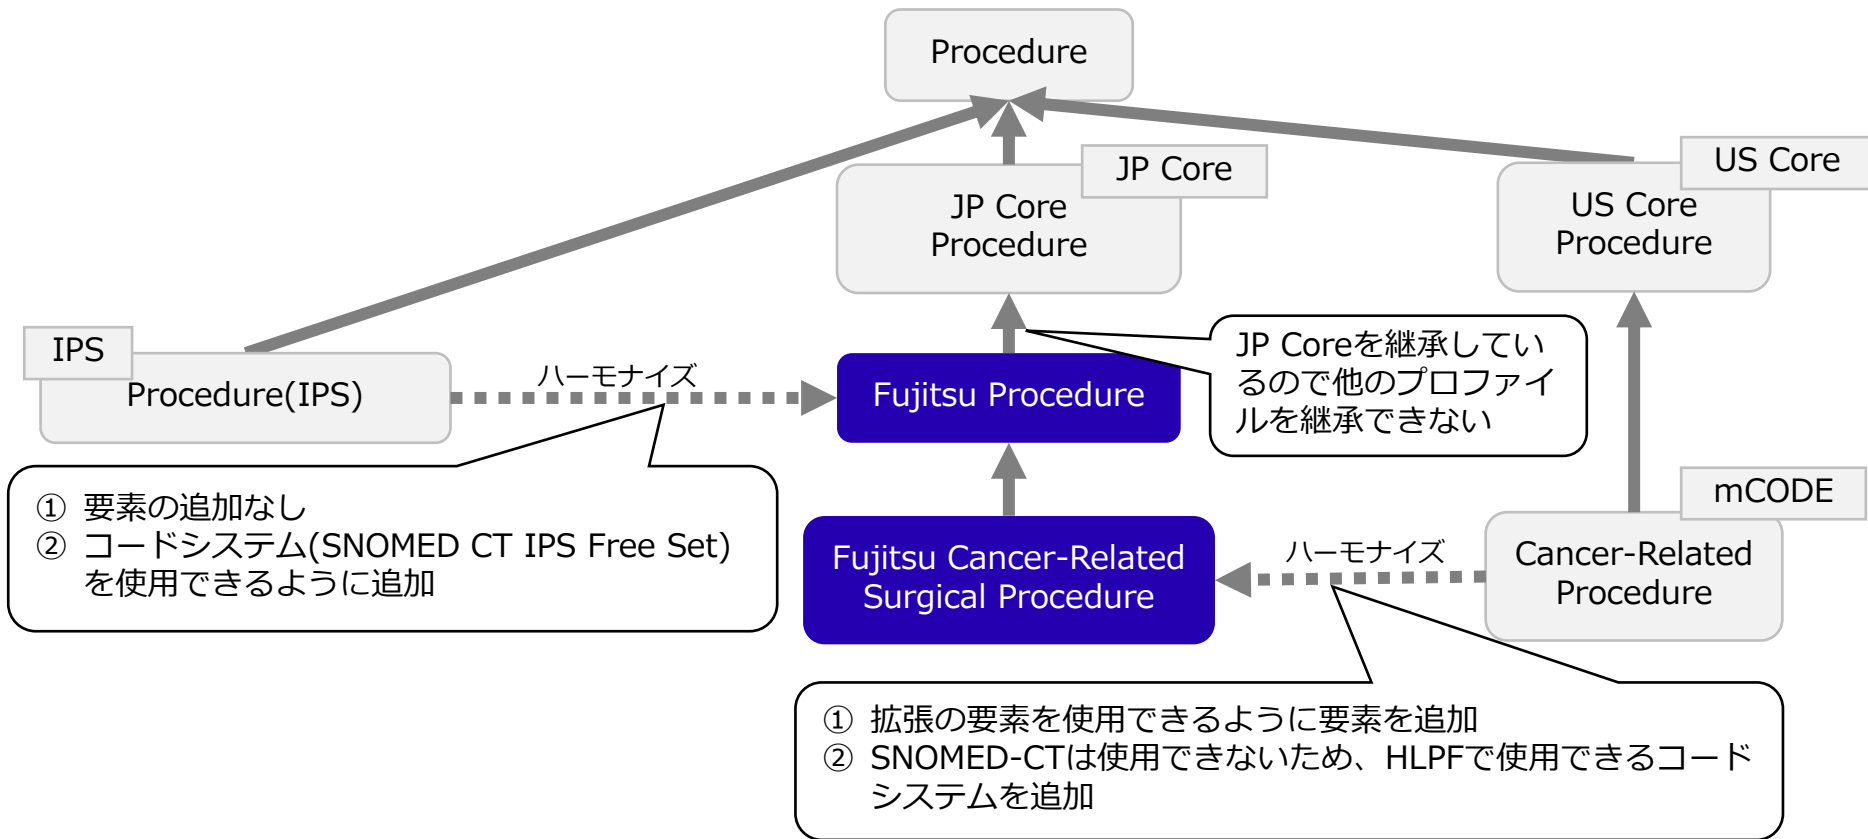 Procedure
JP Core
US Core
JP Core
Procedure
US Core
Procedure
IPS
Procedure(IPS)
ハーモナイズ
Fujitsu Procedure
JP Coreを継承してい
るので他のプロファイ
ルを継承できない
① 要素の追加なし
② コードシステム(SNOMED CT IPS Free Set)
を使用できるように追加
mCODE
Fujitsu Cancer-Related
Surgical Procedure
ハーモナイズ
Cancer-Related
Procedure
① 拡張の要素を使用できるように要素を追加
② SNOMED-CTは使用できないため、HLPFで使用できるコード
システムを追加